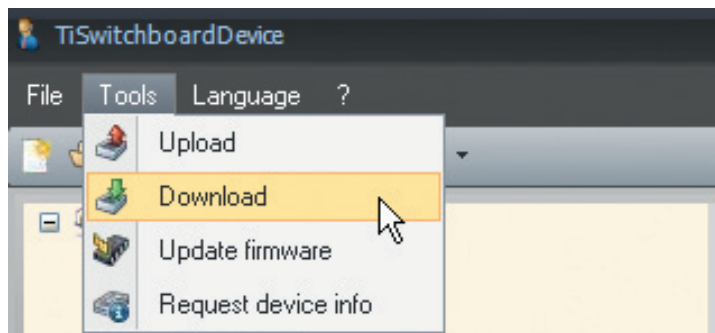 TiSwitchboardDevice
File Tools Language ?
Upload
Download
Update firmware
Request device info